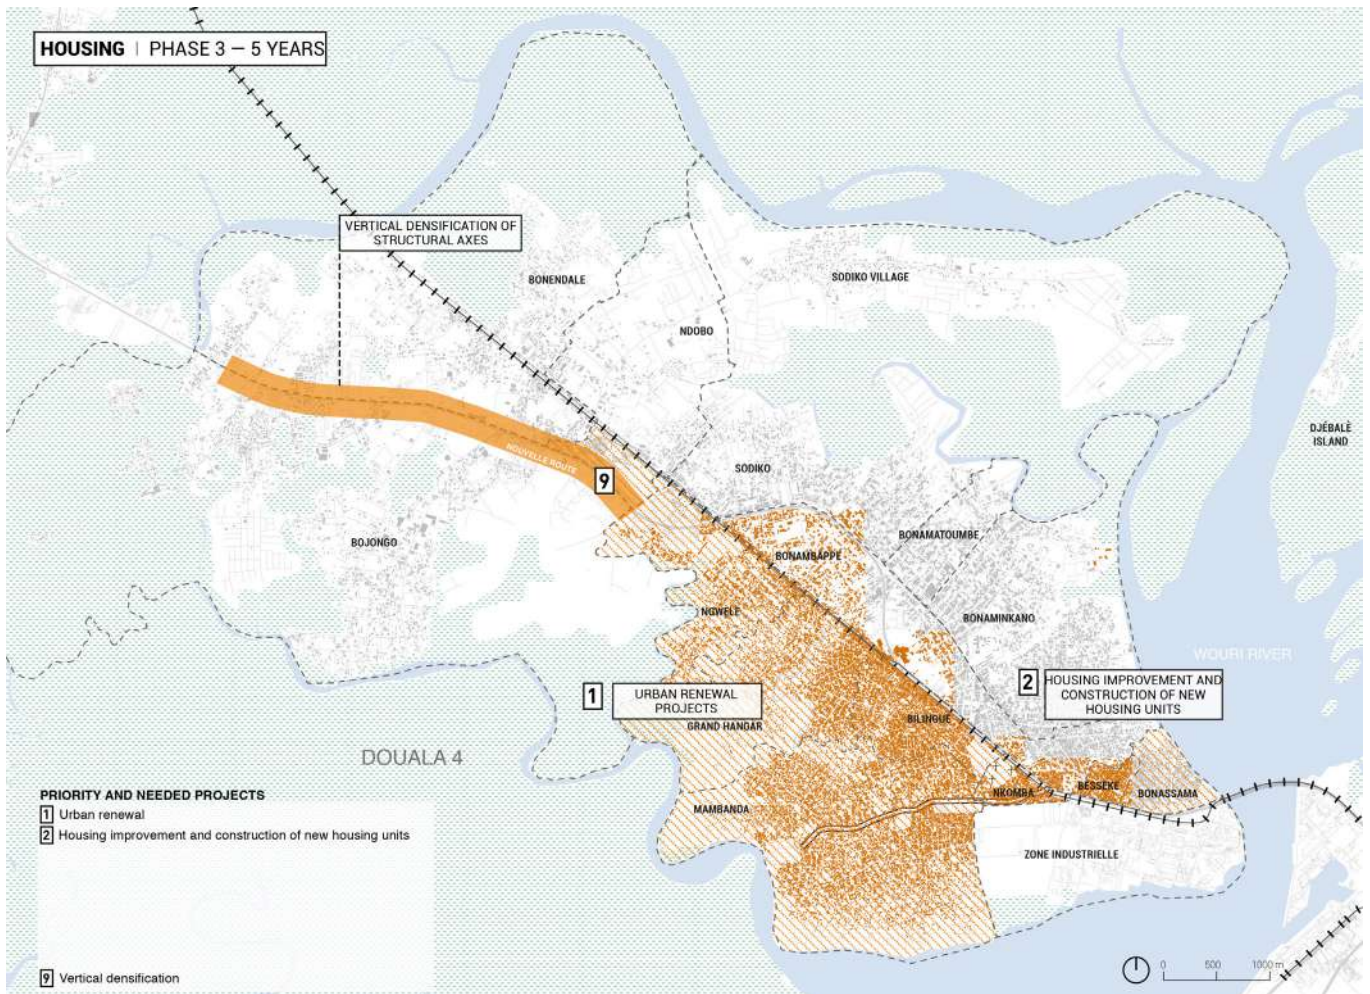 HOUSING | PHASE 3 – 5 YEARS
VERTICAL DENSIFICATION OF
STRUCTURAL AXES
BONENDALE
SODIKO VILLAGE
NDOBO
DJÉBALÈ
ISLAND
NOUVELLE ROUTE
9
SODIKO
BOJONGO
BONAMBAPPE
BONAMATOUMBE
NGWELE
BONAMINKANO
WOURI RIVER
1
URBAN RENEWAL
PROJECTS
2
HOUSING IMPROVEMENT AND
CONSTRUCTION OF NEW
HOUSING UNITS
GRAND HANGAR
BILINGUE
DOUALA 4
MAMBANDA
NKOMBA
BESSEKE
BONASSAMA
ZONE INDUSTRIELLE
PRIORITY AND NEEDED PROJECTS
1 Urban renewal
2 Housing improvement and construction of new housing units
9 Vertical densification
0 500 1000 m